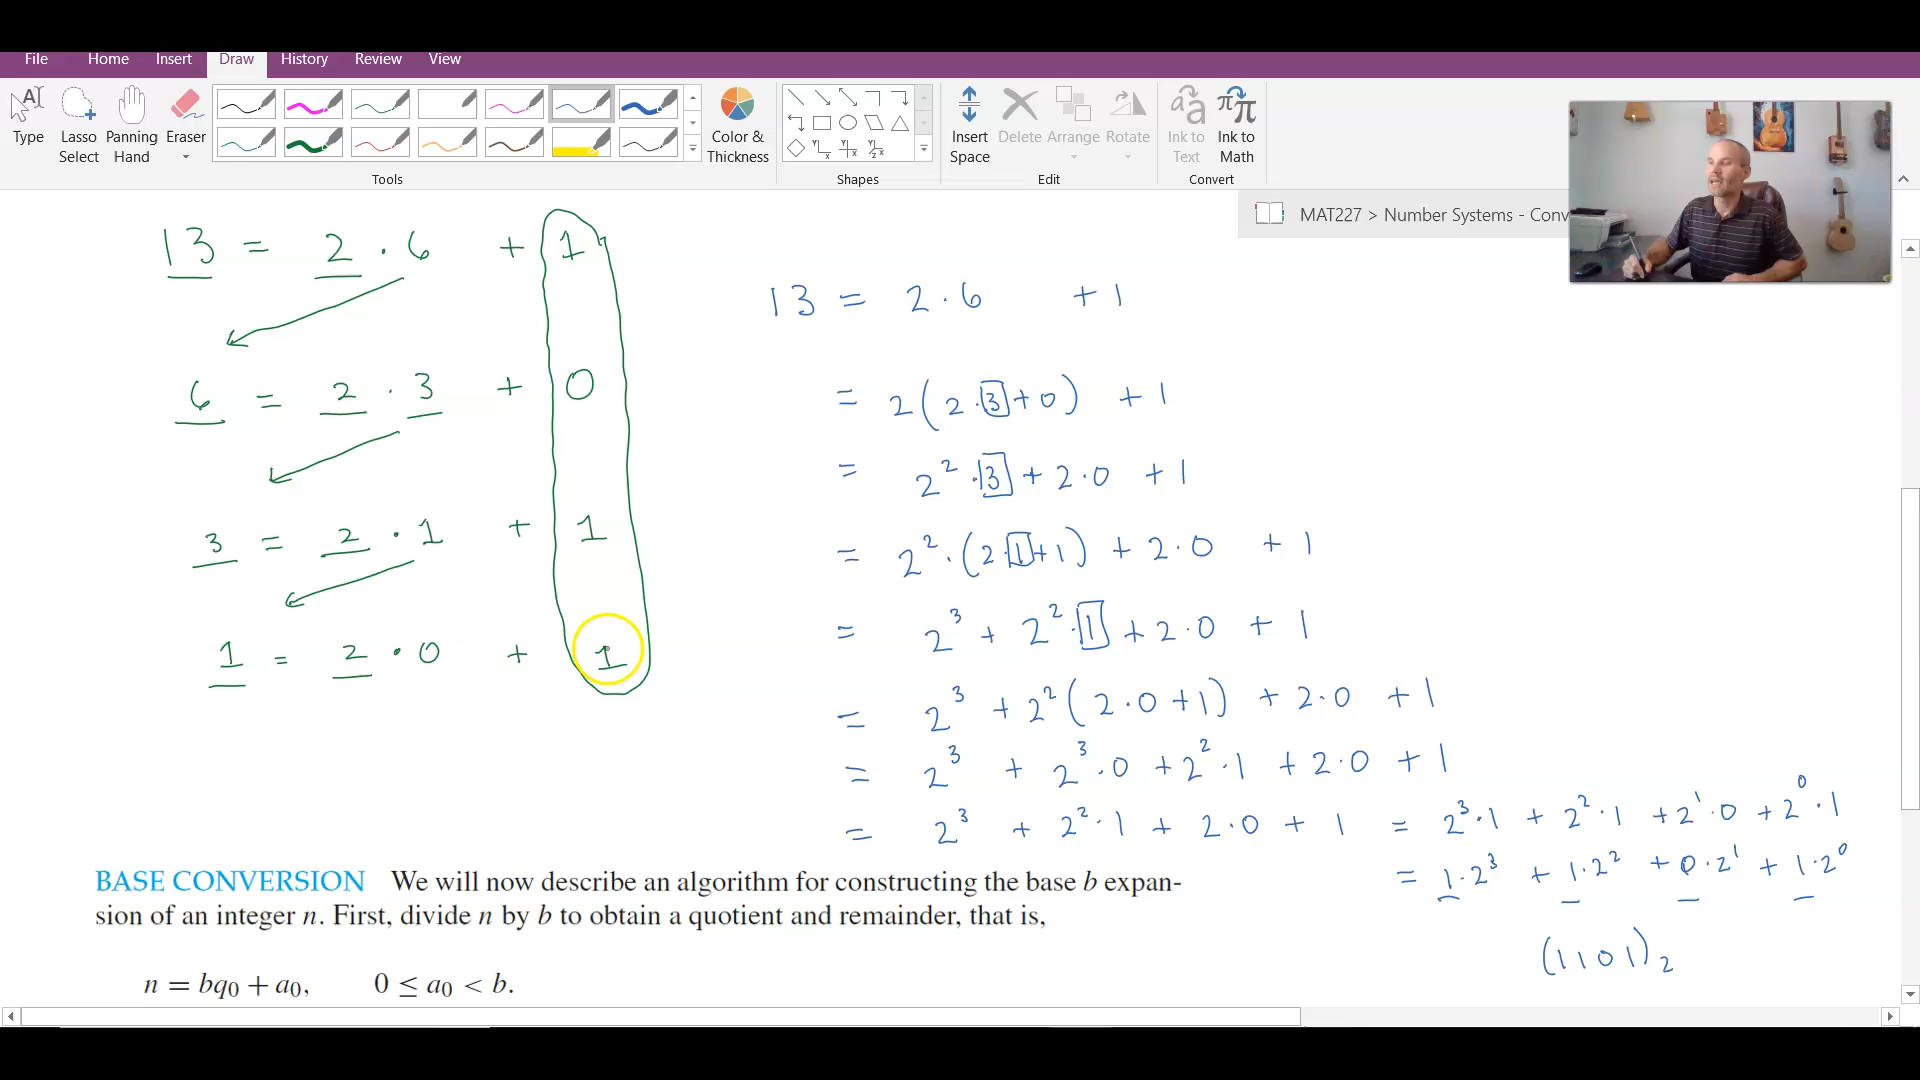 File Home Insert Draw History Review View
Type Lasso Select Panning Hand Eraser Color & Thickness Insert Space Delete Arrange Rotate Ink to Text Ink to Math
Tools Shapes Edit Convert
MAT227 > Number Systems - Conv
13 = 2 · 6 + 1
6 = 2 · 3 + 0
3 = 2 · 1 + 1
1 = 2 · 0 + 1
13 = 2·6 + 1
= 2(2·3+0) + 1
= 2²·3 + 2·0 + 1
= 2²·(2·1+1) + 2·0 + 1
= 2³ + 2²·1 + 2·0 + 1
= 2³ + 2²(2·0+1) + 2·0 + 1
= 2³ + 2³·0 + 2²·1 + 2·0 + 1
= 2³ + 2²·1 + 2·0 + 1 = 2³·1 + 2²·1 + 2¹·0 + 2⁰·1
= 1·2³ + 1·2² + 0·2¹ + 1·2⁰
(1101)₂
BASE CONVERSION We will now describe an algorithm for constructing the base b expan-
sion of an integer n. First, divide n by b to obtain a quotient and remainder, that is,
n = bq₀ + a₀, 0 ≤ a₀ < b.